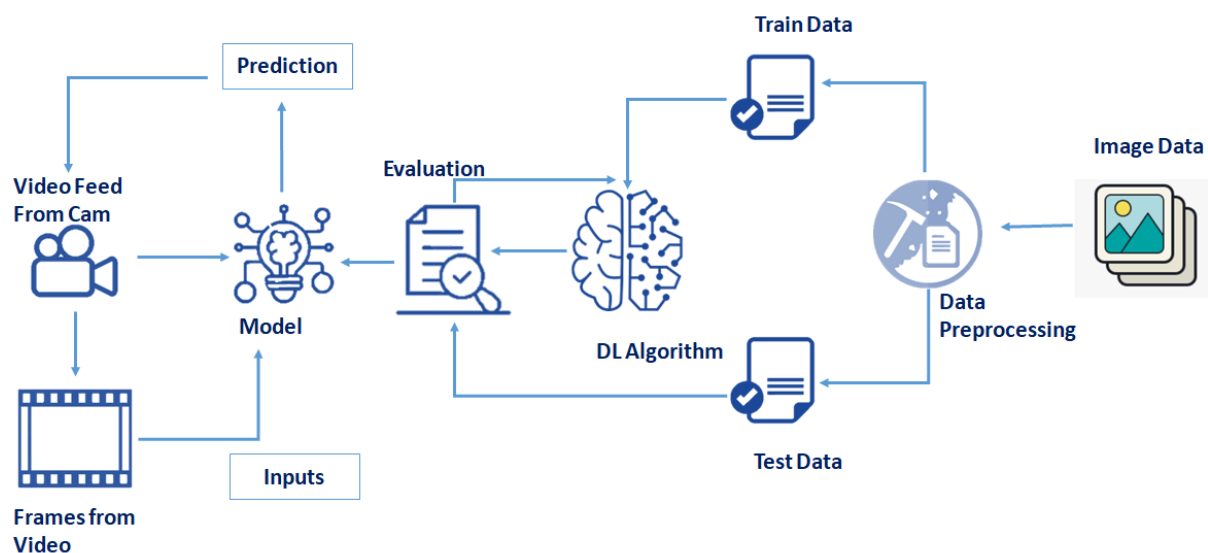 Train Data
Prediction
Image Data
Evaluation
Video Feed
From Cam
Data
Preprocessing
Model
DL Algorithm
Test Data
Inputs
Frames from
Video